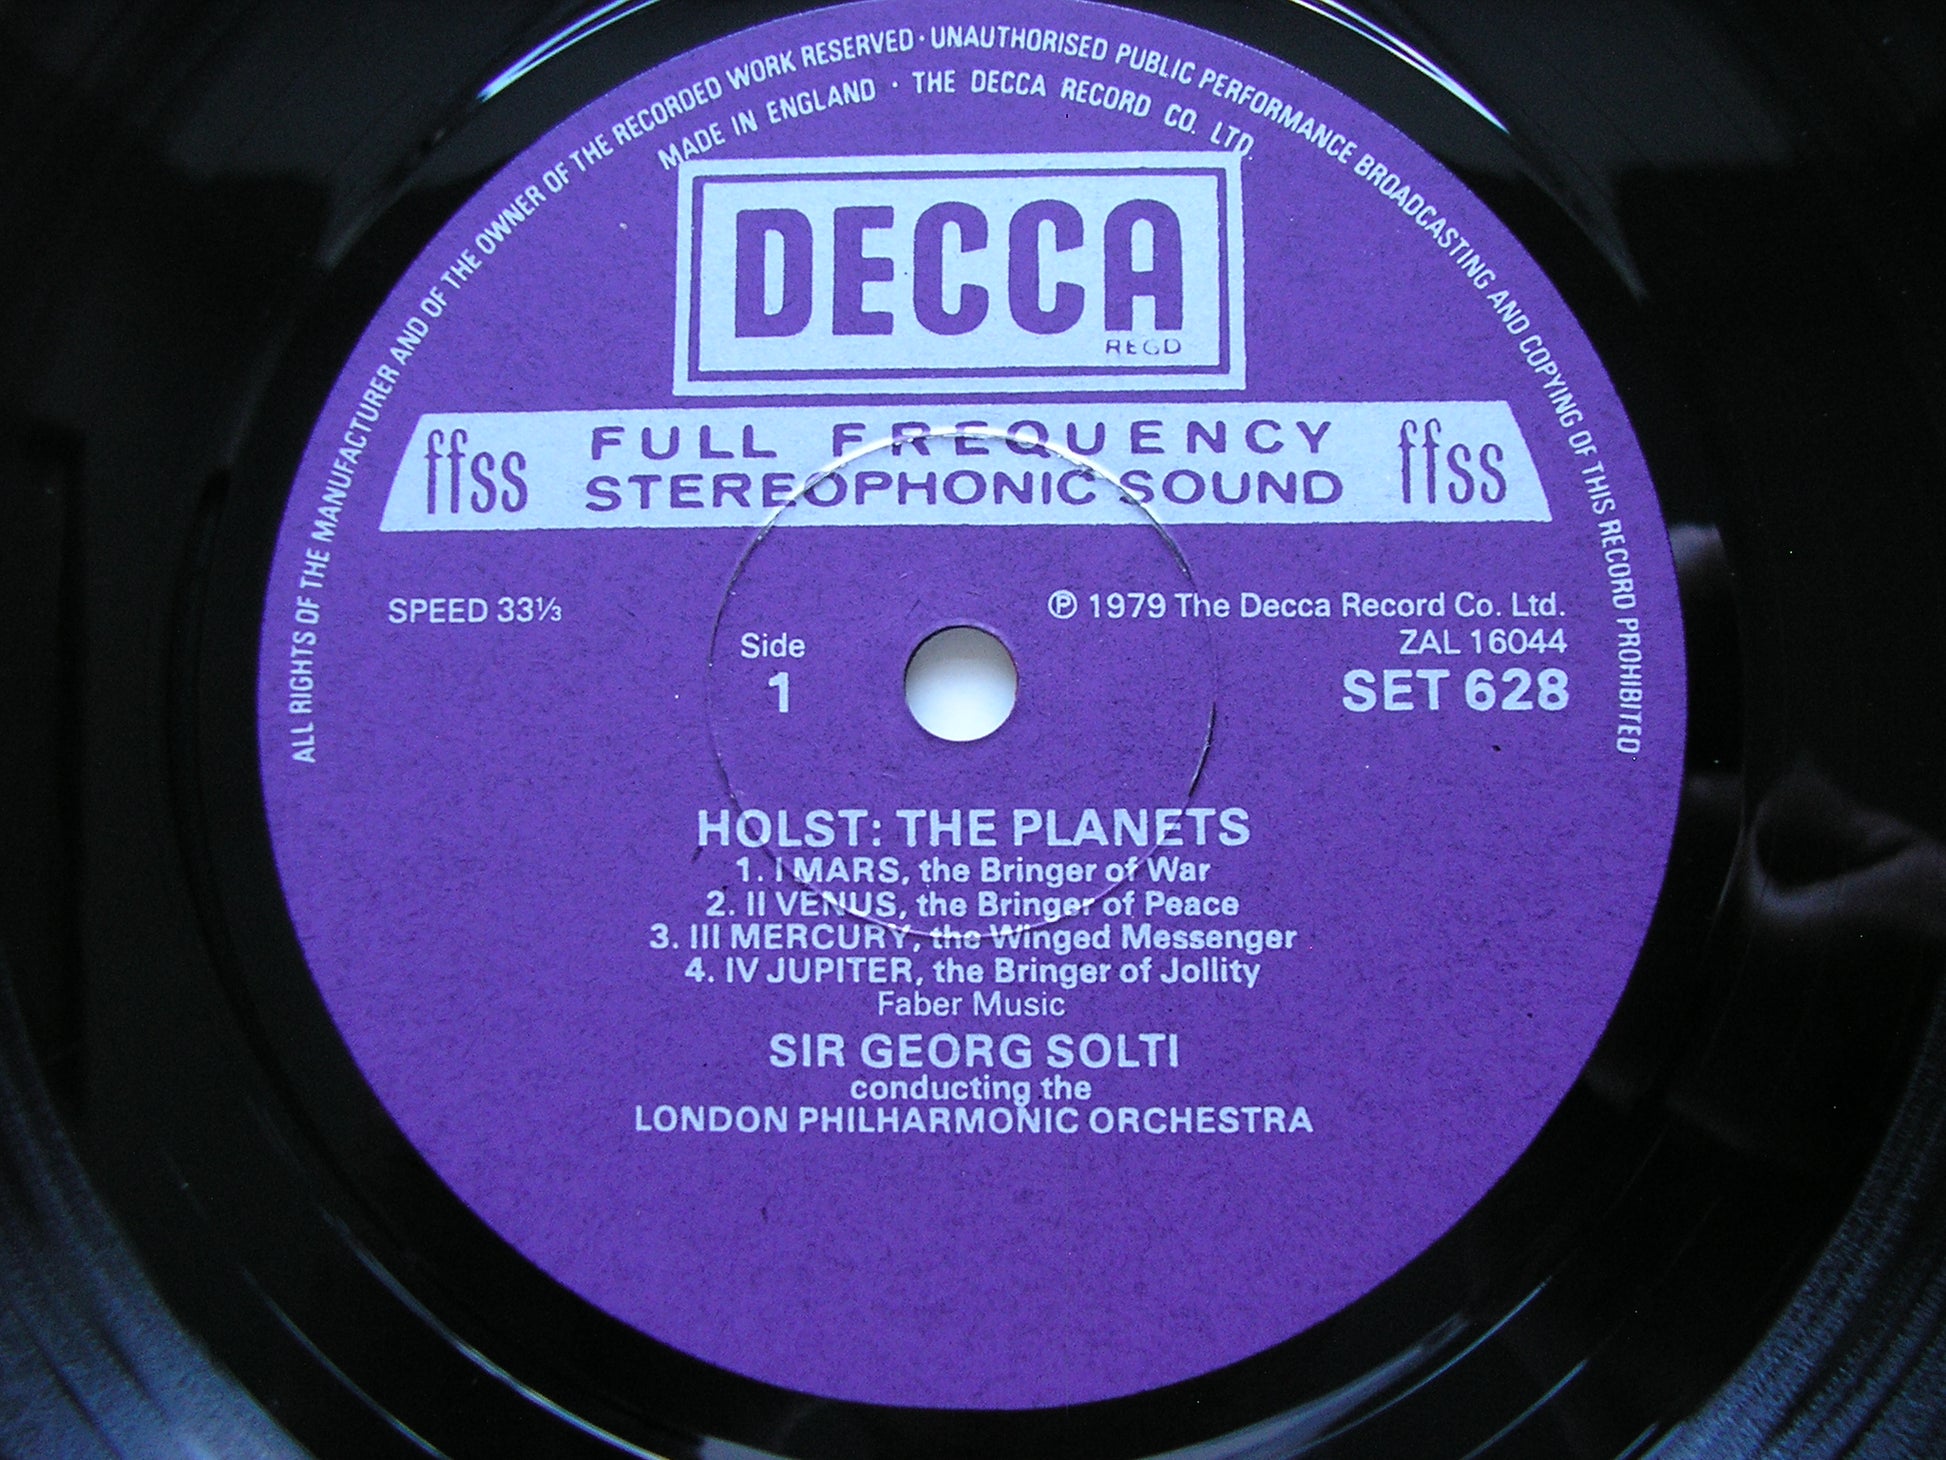 ALL RIGHTS OF THE MANUFACTURER AND OF THE OWNER OF THE RECORDED WORK RESERVED · UNAUTHORISED PUBLIC PERFORMANCE BROADCASTING AND COPYING OF THIS RECORD PROHIBITED
MADE IN ENGLAND · THE DECCA RECORD CO. LTD.
DECCA
REGD
ffss FULL FREQUENCY STEREOPHONIC SOUND ffss
SPEED 33⅓
℗ 1979 The Decca Record Co. Ltd.
ZAL 16044
SET 628
Side
1
HOLST: THE PLANETS
1. I MARS, the Bringer of War
2. II VENUS, the Bringer of Peace
3. III MERCURY, the Winged Messenger
4. IV JUPITER, the Bringer of Jollity
Faber Music
SIR GEORG SOLTI
conducting the
LONDON PHILHARMONIC ORCHESTRA